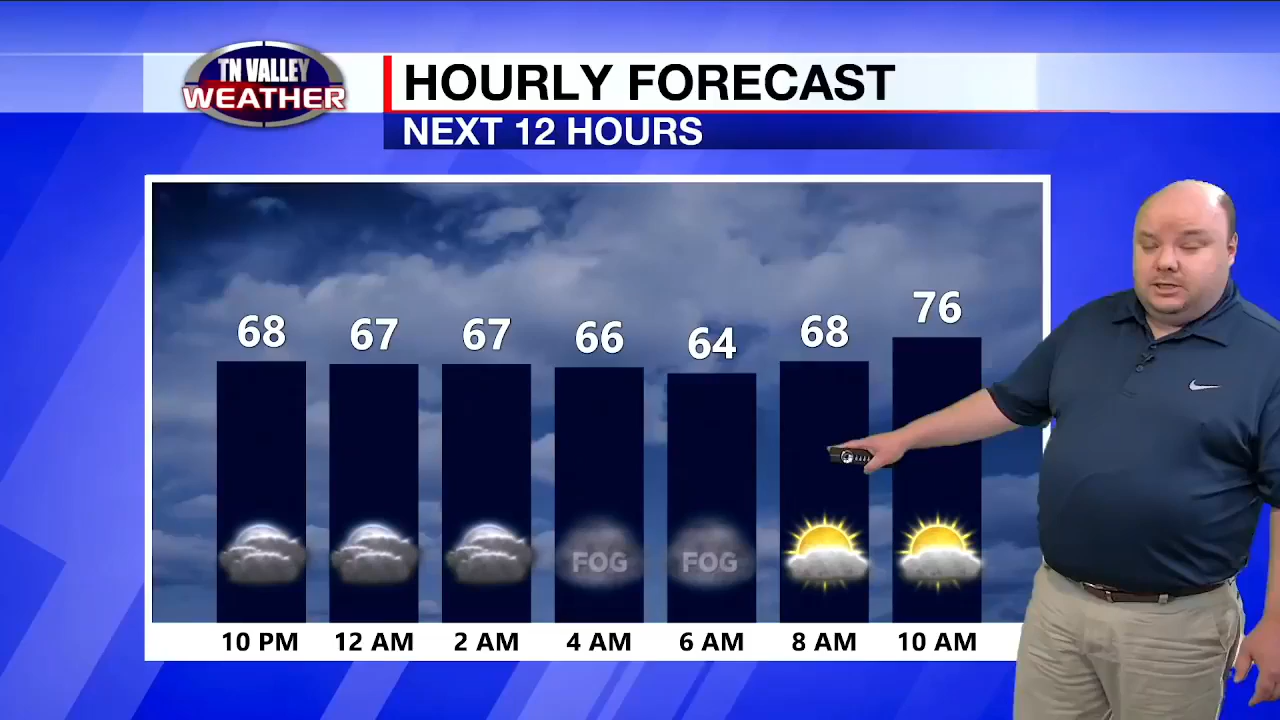 TN VALLEY
WEATHER
HOURLY FORECAST
NEXT 12 HOURS
68 67 67 66 64 68 76
FOG FOG
10 PM 12 AM 2 AM 4 AM 6 AM 8 AM 10 AM